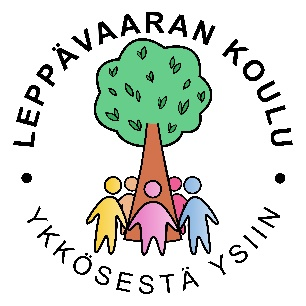 LEPPÄVAARAN KOULU
YKKÖSESTÄ YSIIN